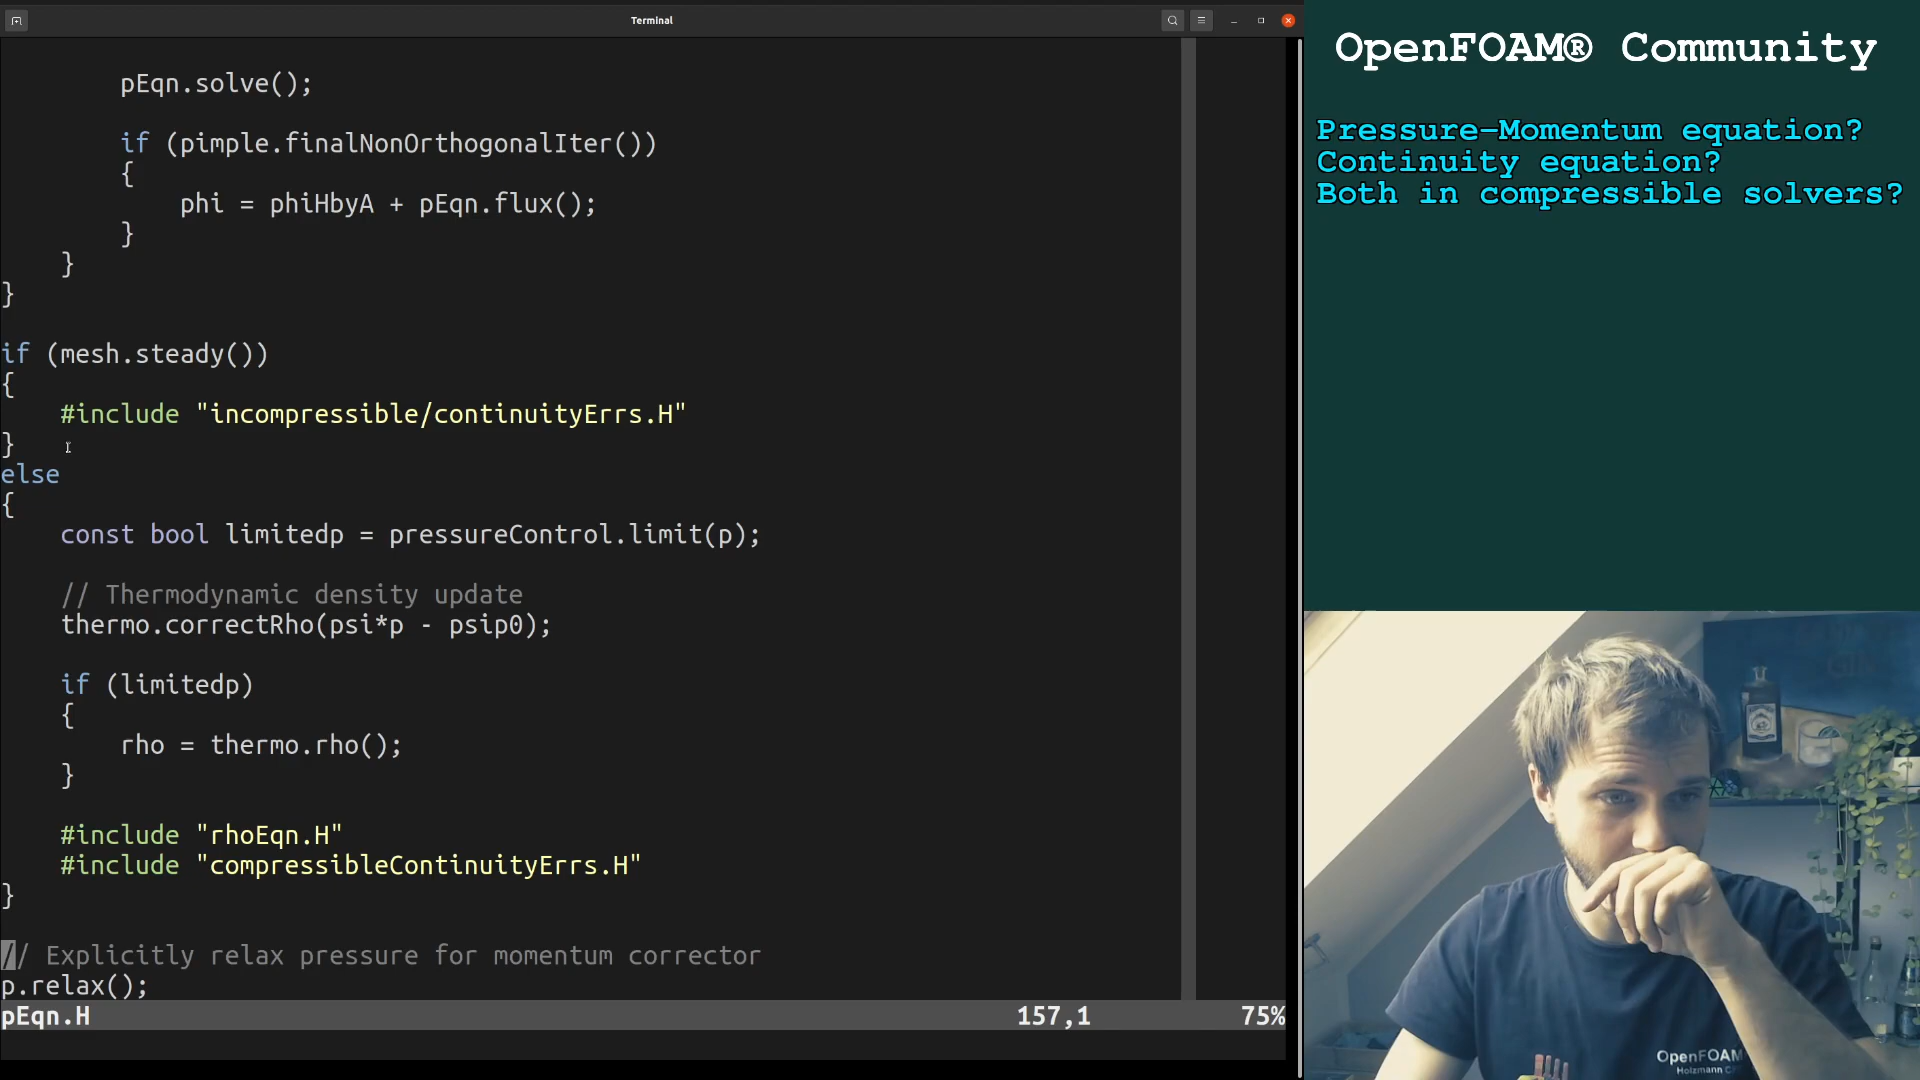 Terminal
pEqn.solve();
if (pimple.finalNonOrthogonalIter())
{
phi = phiHbyA + pEqn.flux();
}
}
}
if (mesh.steady())
{
#include "incompressible/continuityErrs.H"
}
else
{
const bool limitedp = pressureControl.limit(p);
// Thermodynamic density update
thermo.correctRho(psi*p - psip0);
if (limitedp)
{
rho = thermo.rho();
}
#include "rhoEqn.H"
#include "compressibleContinuityErrs.H"
}
// Explicitly relax pressure for momentum corrector
p.relax();
pEqn.H 157,1 75%
OpenFOAM® Community
Pressure-Momentum equation?
Continuity equation?
Both in compressible solvers?
OpenFOAM
Holzmann C